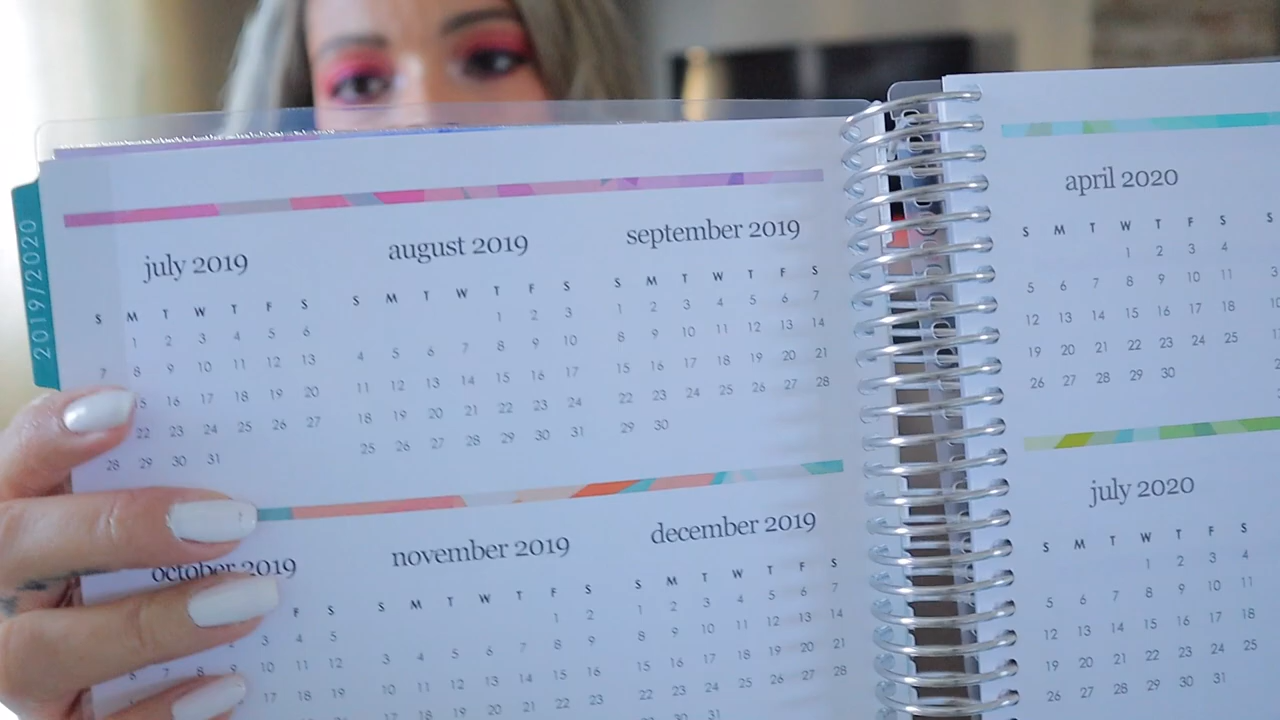 2019/2020
july 2019
S M T W T F S
1 2 3 4 5 6
7 8 9 10 11 12 13
15 16 17 18 19 20
22 23 24 25 26 27
28 29 30 31
august 2019
S M T W T F S
1 2 3
4 5 6 7 8 9 10
11 12 13 14 15 16 17
18 19 20 21 22 23 24
25 26 27 28 29 30 31
september 2019
S M T W T F S
1 2 3 4 5 6 7
8 9 10 11 12 13 14
15 16 17 18 19 20 21
22 23 24 25 26 27 28
29 30
october 2019
F S
3 4 5
8 9 10 11 12
17 18 19
november 2019
S M T W T F S
1 2
3 4 5 6 7 8 9
10 11 12 13 14 15 16
17 18 19 20 21 22 23
december 2019
S M T W T F S
1 2 3 4 5 6 7
8 9 10 11 12 13 14
15 16 17 18 19 20 21
22 23 24 25 26 27 28
30 31
april 2020
S M T W T F S
1 2 3 4
5 6 7 8 9 10 11
12 13 14 15 16 17 18
19 20 21 22 23 24 25
26 27 28 29 30
S
july 2020
S M T W T F S
1 2 3 4
5 6 7 8 9 10 11
12 13 14 15 16 17 18
19 20 21 22 23 24 25
26 27 28 29 30 31